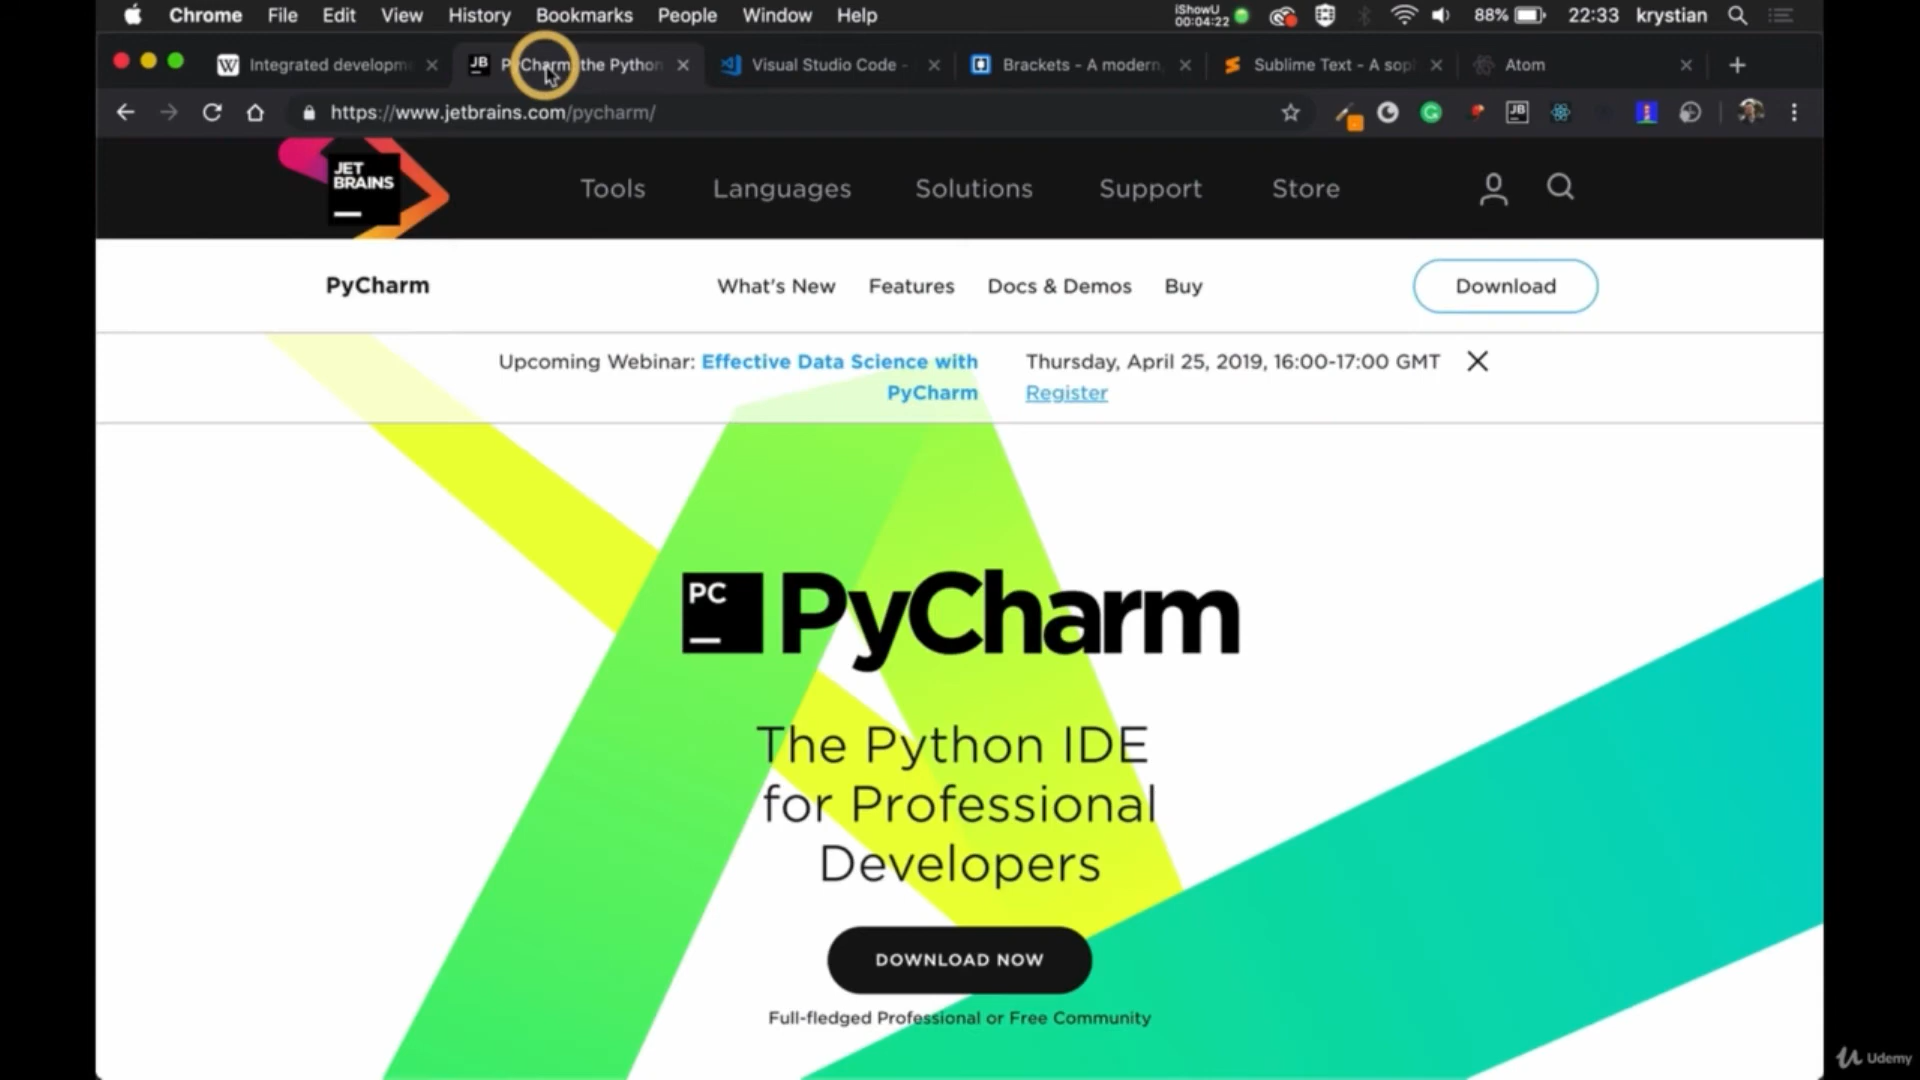 Chrome File Edit View History Bookmarks People Window Help
iShowU
00:04:22
88% 22:33 krystian
Integrated developm
PyCharm: the Python
Visual Studio Code -
Brackets - A modern,
Sublime Text - A sop
Atom
https://www.jetbrains.com/pycharm/
JET
BRAINS
Tools Languages Solutions Support Store
PyCharm
What's New Features Docs & Demos Buy
Download
Upcoming Webinar: Effective Data Science with
PyCharm
Thursday, April 25, 2019, 16:00-17:00 GMT
Register
PC
PyCharm
The Python IDE
for Professional
Developers
DOWNLOAD NOW
Full-fledged Professional or Free Community
Udemy